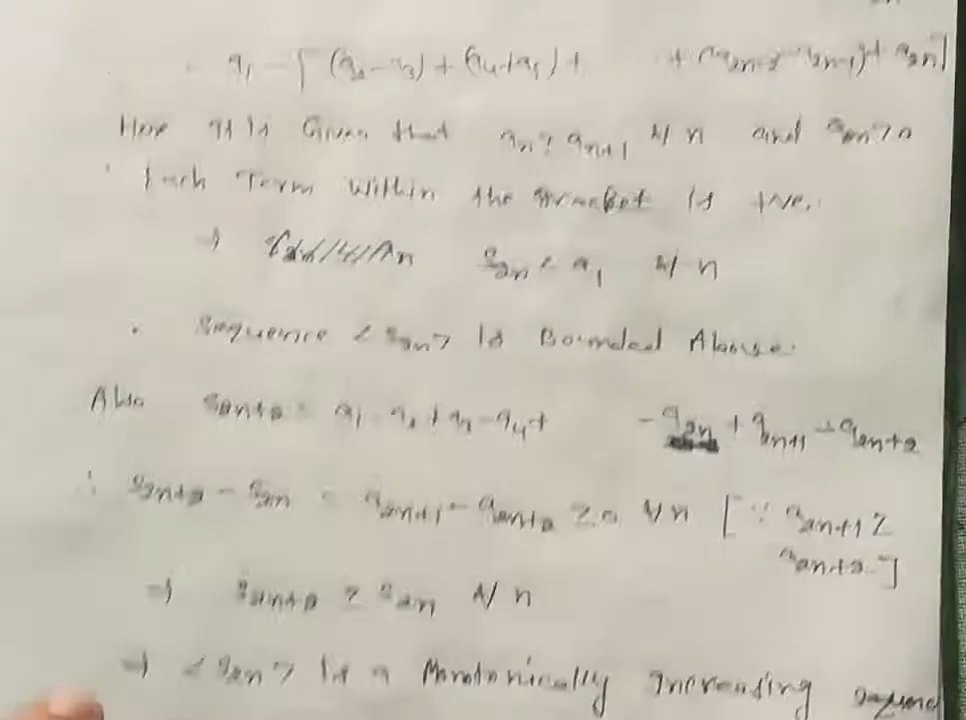 a₁ - [(a₂-a₃) + (a₄+a₅) + + (a₂ₙ₋₂-a₂ₙ₋₁)+ a₂ₙ]
Here it is Given that aₙ ≥ aₙ₊₁ ∀ n and a₂ₙ>0
Each Term Within the Bracket is +ve.
⇒ S₂ₙ < a₁ ∀ n
∴ Sequence <S₂ₙ> is Bounded Above.
Also S₂ₙ₊₂ = a₁-a₂+a₃-a₄+ -a₂ₙ+a₂ₙ₊₁-a₂ₙ₊₂
∴ S₂ₙ₊₂ - S₂ₙ = a₂ₙ₊₁ - a₂ₙ₊₂ ≥ 0 ∀ n [∵ a₂ₙ₊₁ ≥
a₂ₙ₊₂]
⇒ S₂ₙ₊₂ ≥ S₂ₙ ∀ n
⇒ <S₂ₙ> is a Monotonically Increasing